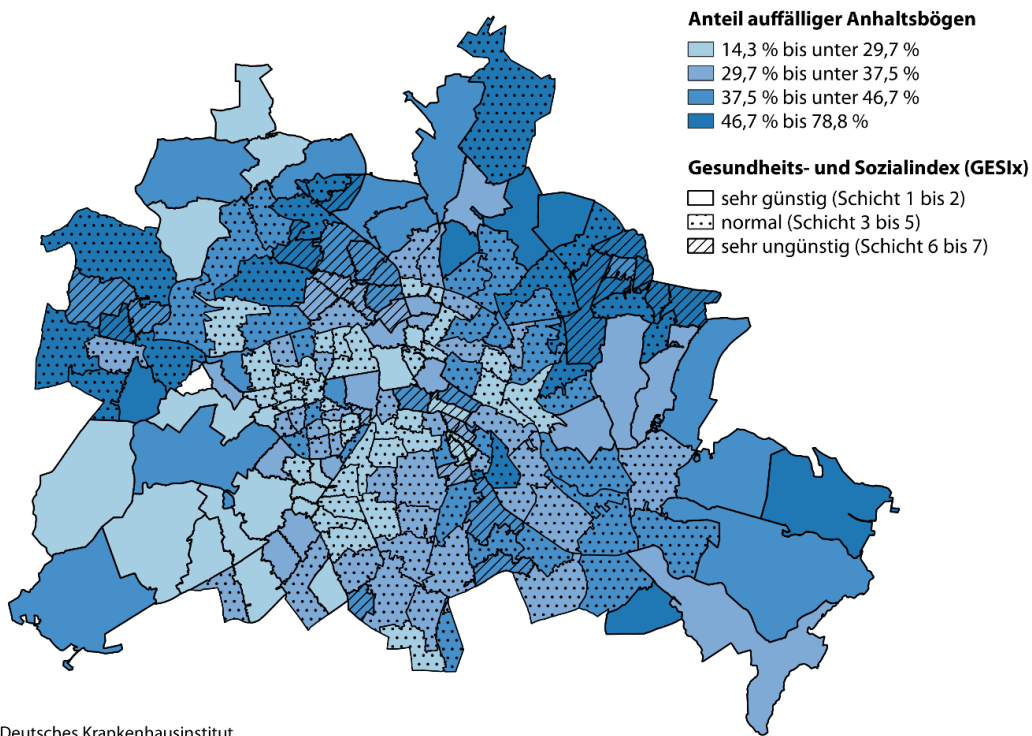 Anteil auffälliger Anhaltsbögen
14,3 % bis unter 29,7 %
29,7 % bis unter 37,5 %
37,5 % bis unter 46,7 %
46,7 % bis 78,8 %
Gesundheits- und Sozialindex (GESIx)
sehr günstig (Schicht 1 bis 2)
normal (Schicht 3 bis 5)
sehr ungünstig (Schicht 6 bis 7)
Deutsches Krankenhausinstitut